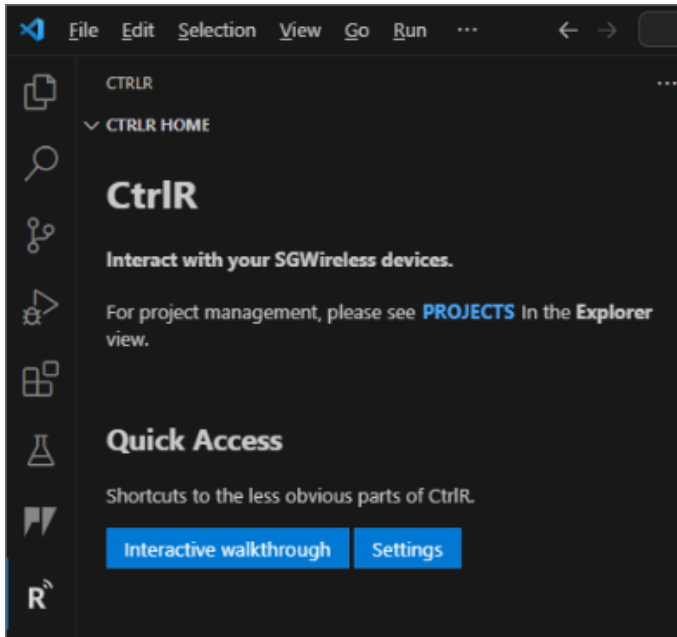 File Edit Selection View Go Run ···
CTRLR
CTRLR HOME
CtrlR
Interact with your SGWireless devices.
For project management, please see PROJECTS In the Explorer
view.
Quick Access
Shortcuts to the less obvious parts of CtrlR.
Interactive walkthrough Settings
R